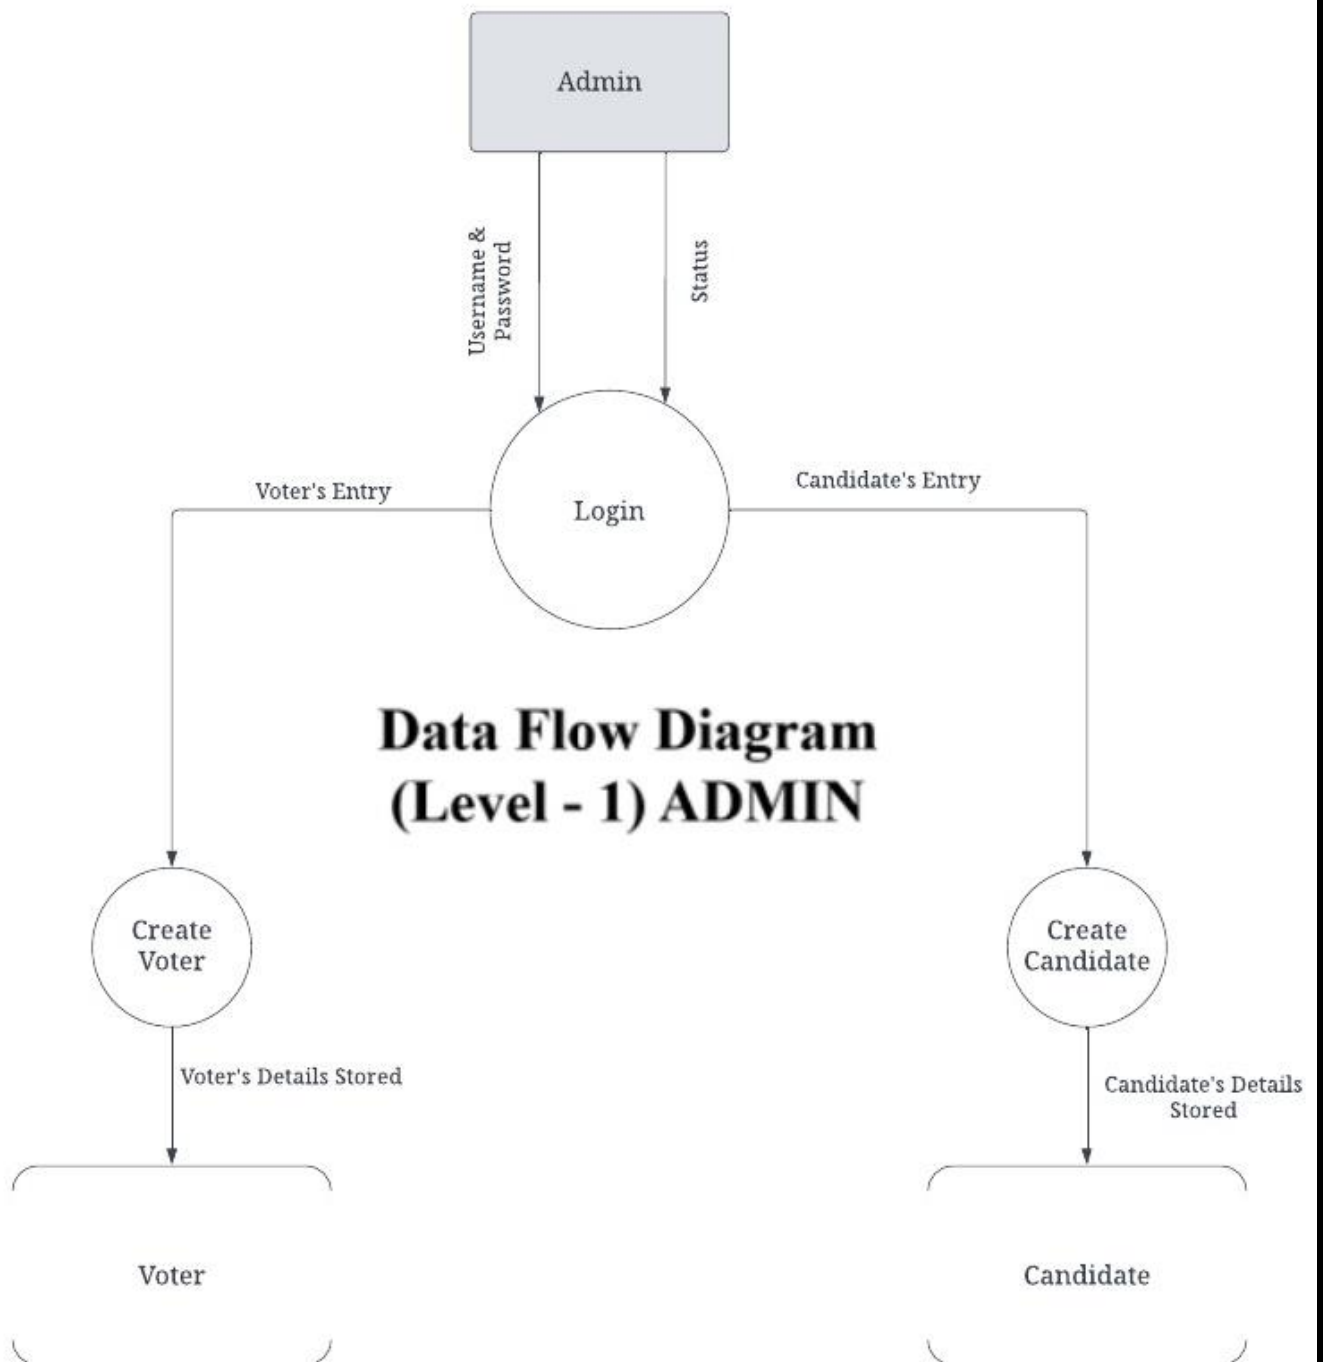 Admin
Username &
Password
Status
Voter's Entry
Candidate's Entry
Login
Data Flow Diagram
(Level - 1) ADMIN
Create
Voter
Create
Candidate
Voter's Details Stored
Candidate's Details
Stored
Voter
Candidate